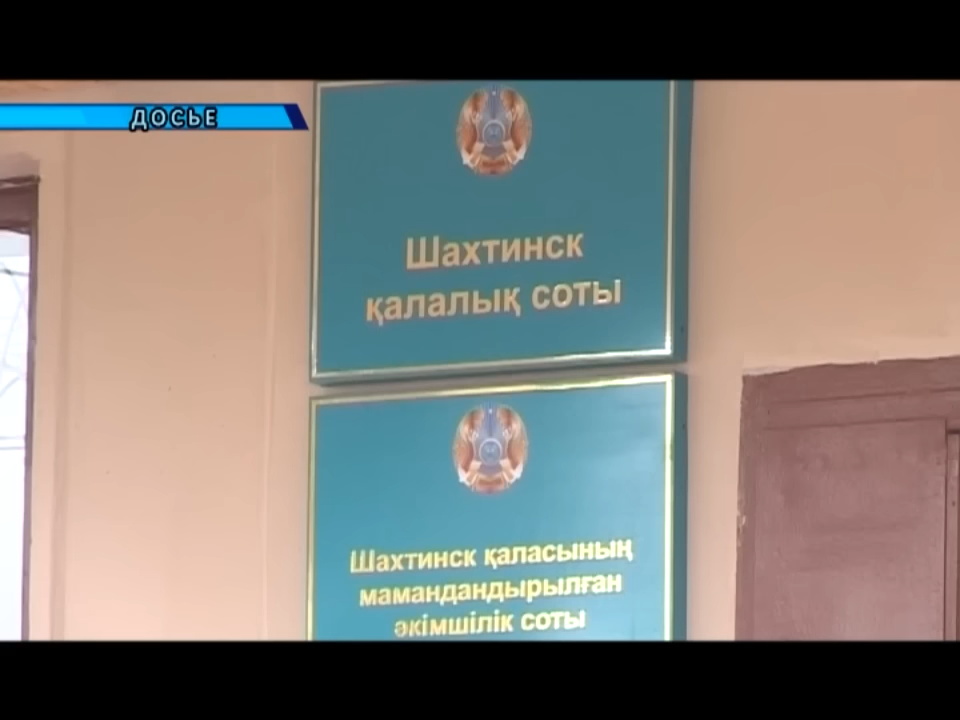 ДОСЬЕ
Шахтинск
қалалық соты
Шахтинск қаласының
мамандандырылған
әкімшілік соты